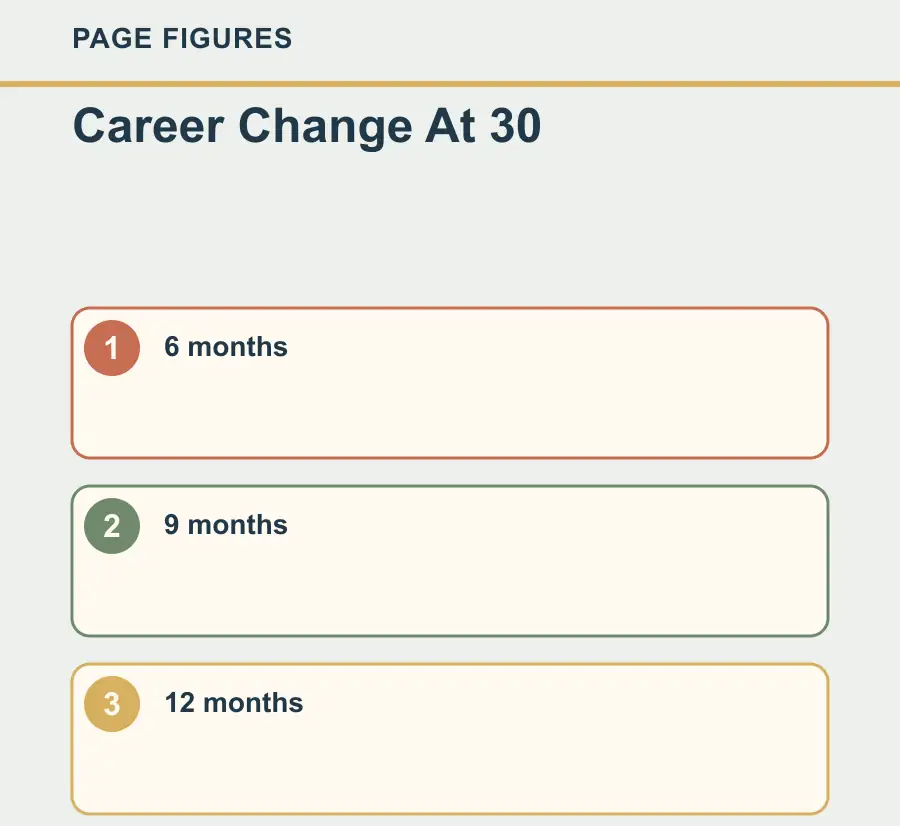 PAGE FIGURES
Career Change At 30
1 6 months
2 9 months
3 12 months